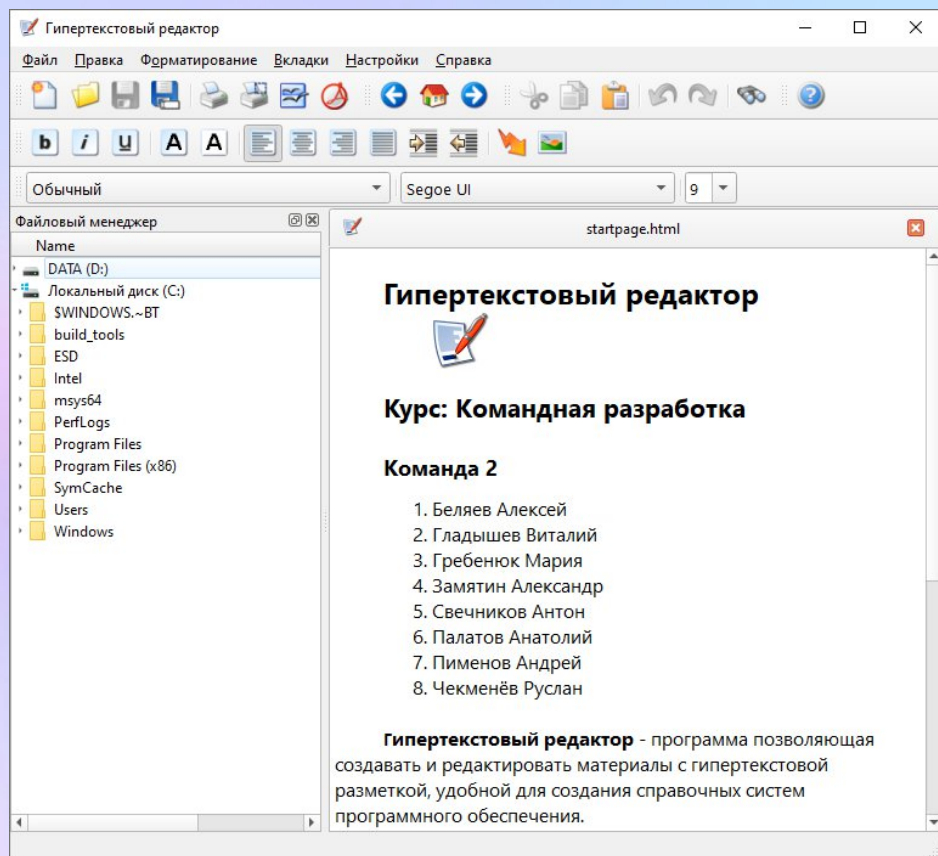 Гипертекстовый редактор
Файл Правка Форматирование Вкладки Настройки Справка
b i u A A
Обычный Segoe UI 9
Файловый менеджер
Name
DATA (D:)
Локальный диск (C:)
$WINDOWS.~BT
build_tools
ESD
Intel
msys64
PerfLogs
Program Files
Program Files (x86)
SymCache
Users
Windows
startpage.html
Гипертекстовый редактор
Курс: Командная разработка
Команда 2
1. Беляев Алексей
2. Гладышев Виталий
3. Гребенюк Мария
4. Замятин Александр
5. Свечников Антон
6. Палатов Анатолий
7. Пименов Андрей
8. Чекменёв Руслан
Гипертекстовый редактор - программа позволяющая
создавать и редактировать материалы с гипертекстовой
разметкой, удобной для создания справочных систем
программного обеспечения.